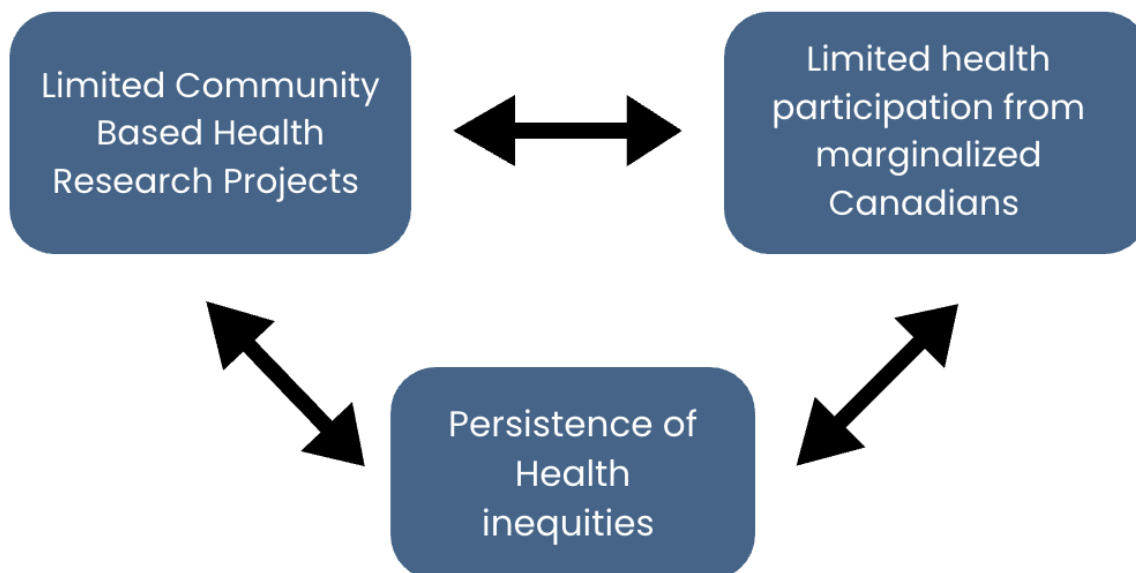 Limited Community
Based Health
Research Projects
Limited health
participation from
marginalized
Canadians
Persistence of
Health
inequities